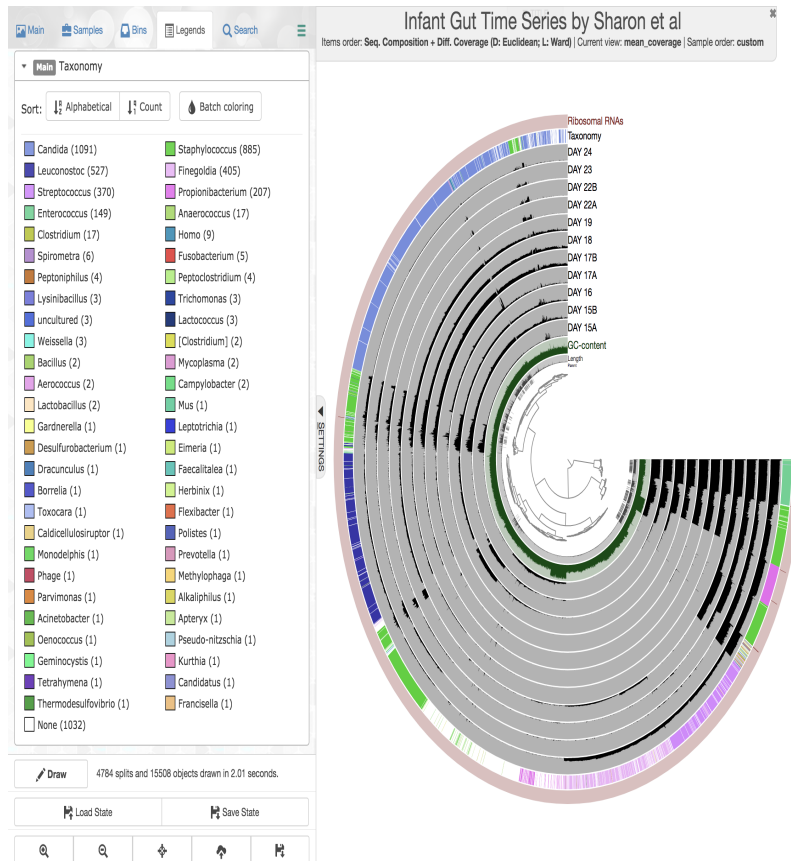 Main Samples Bins Legends Search
Infant Gut Time Series by Sharon et al
Items order: Seq. Composition + Diff. Coverage (D: Euclidean; L: Ward) | Current view: mean_coverage | Sample order: custom
Main Taxonomy
Sort: Alphabetical Count Batch coloring
Candida (1091) Staphylococcus (885)
Leuconostoc (527) Finegoldia (405)
Streptococcus (370) Propionibacterium (207)
Enterococcus (149) Anaerococcus (17)
Clostridium (17) Homo (9)
Spirometra (6) Fusobacterium (5)
Peptoniphilus (4) Peptoclostridium (4)
Lysinibacillus (3) Trichomonas (3)
uncultured (3) Lactococcus (3)
Weissella (3) [Clostridium] (2)
Bacillus (2) Mycoplasma (2)
Aerococcus (2) Campylobacter (2)
Lactobacillus (2) Mus (1)
Gardnerella (1) Leptotrichia (1)
Desulfurobacterium (1) Eimeria (1)
Dracunculus (1) Faecalitalea (1)
Borrelia (1) Herbinix (1)
Toxocara (1) Flexibacter (1)
Caldicellulosiruptor (1) Polistes (1)
Monodelphis (1) Prevotella (1)
Phage (1) Methylophaga (1)
Parvimonas (1) Alkaliphilus (1)
Acinetobacter (1) Apteryx (1)
Oenococcus (1) Pseudo-nitzschia (1)
Geminocystis (1) Kurthia (1)
Tetrahymena (1) Candidatus (1)
Thermodesulfovibrio (1) Francisella (1)
None (1032)
Draw 4784 splits and 15508 objects drawn in 2.01 seconds.
Load State Save State
SETTINGS
Ribosomal RNAs
Taxonomy
DAY 24
DAY 23
DAY 22B
DAY 22A
DAY 19
DAY 18
DAY 17B
DAY 17A
DAY 16
DAY 15B
DAY 15A
GC-content
Length
Parent